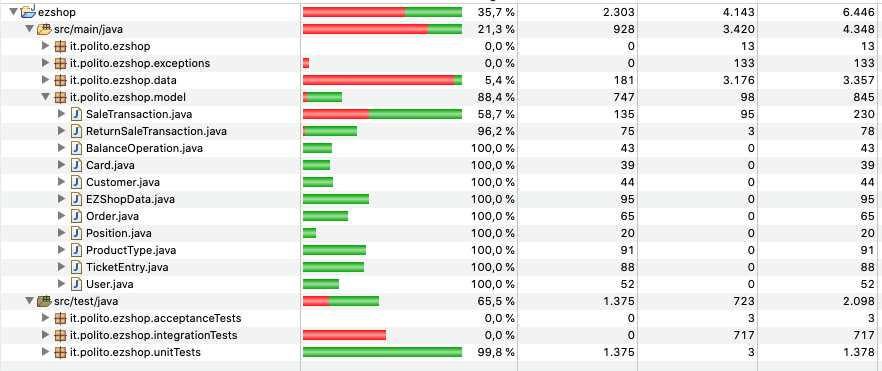 ezshop 35,7 % 2.303 4.143 6.446
src/main/java 21,3 % 928 3.420 4.348
it.polito.ezshop 0,0 % 0 13 13
it.polito.ezshop.exceptions 0,0 % 0 133 133
it.polito.ezshop.data 5,4 % 181 3.176 3.357
it.polito.ezshop.model 88,4 % 747 98 845
SaleTransaction.java 58,7 % 135 95 230
ReturnSaleTransaction.java 96,2 % 75 3 78
BalanceOperation.java 100,0 % 43 0 43
Card.java 100,0 % 39 0 39
Customer.java 100,0 % 44 0 44
EZShopData.java 100,0 % 95 0 95
Order.java 100,0 % 65 0 65
Position.java 100,0 % 20 0 20
ProductType.java 100,0 % 91 0 91
TicketEntry.java 100,0 % 88 0 88
User.java 100,0 % 52 0 52
src/test/java 65,5 % 1.375 723 2.098
it.polito.ezshop.acceptanceTests 0,0 % 0 3 3
it.polito.ezshop.integrationTests 0,0 % 0 717 717
it.polito.ezshop.unitTests 99,8 % 1.375 3 1.378